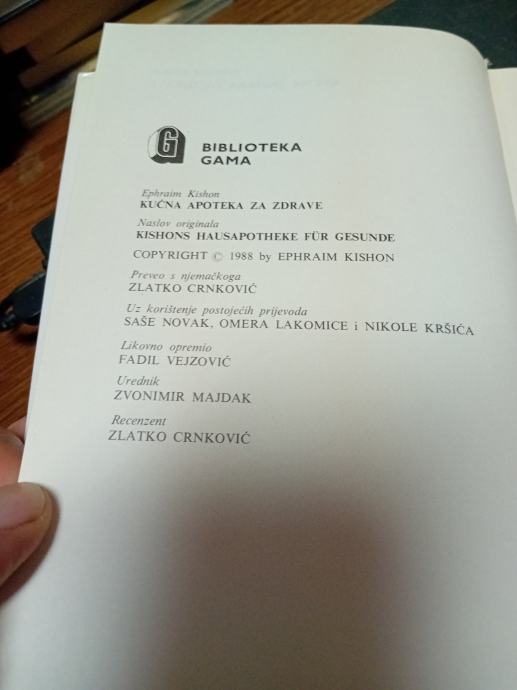 G
BIBLIOTEKA
GAMA
Ephraim Kishon
KUĆNA APOTEKA ZA ZDRAVE
Naslov originala
KISHONS HAUSAPOTHEKE FÜR GESUNDE
COPYRIGHT © 1988 by EPHRAIM KISHON
Preveo s njemačkoga
ZLATKO CRNKOVIĆ
Uz korištenje postojećih prijevoda
SAŠE NOVAK, OMERA LAKOMICE i NIKOLE KRŠIĆA
Likovno opremio
FADIL VEJZOVIĆ
Urednik
ZVONIMIR MAJDAK
Recenzent
ZLATKO CRNKOVIĆ